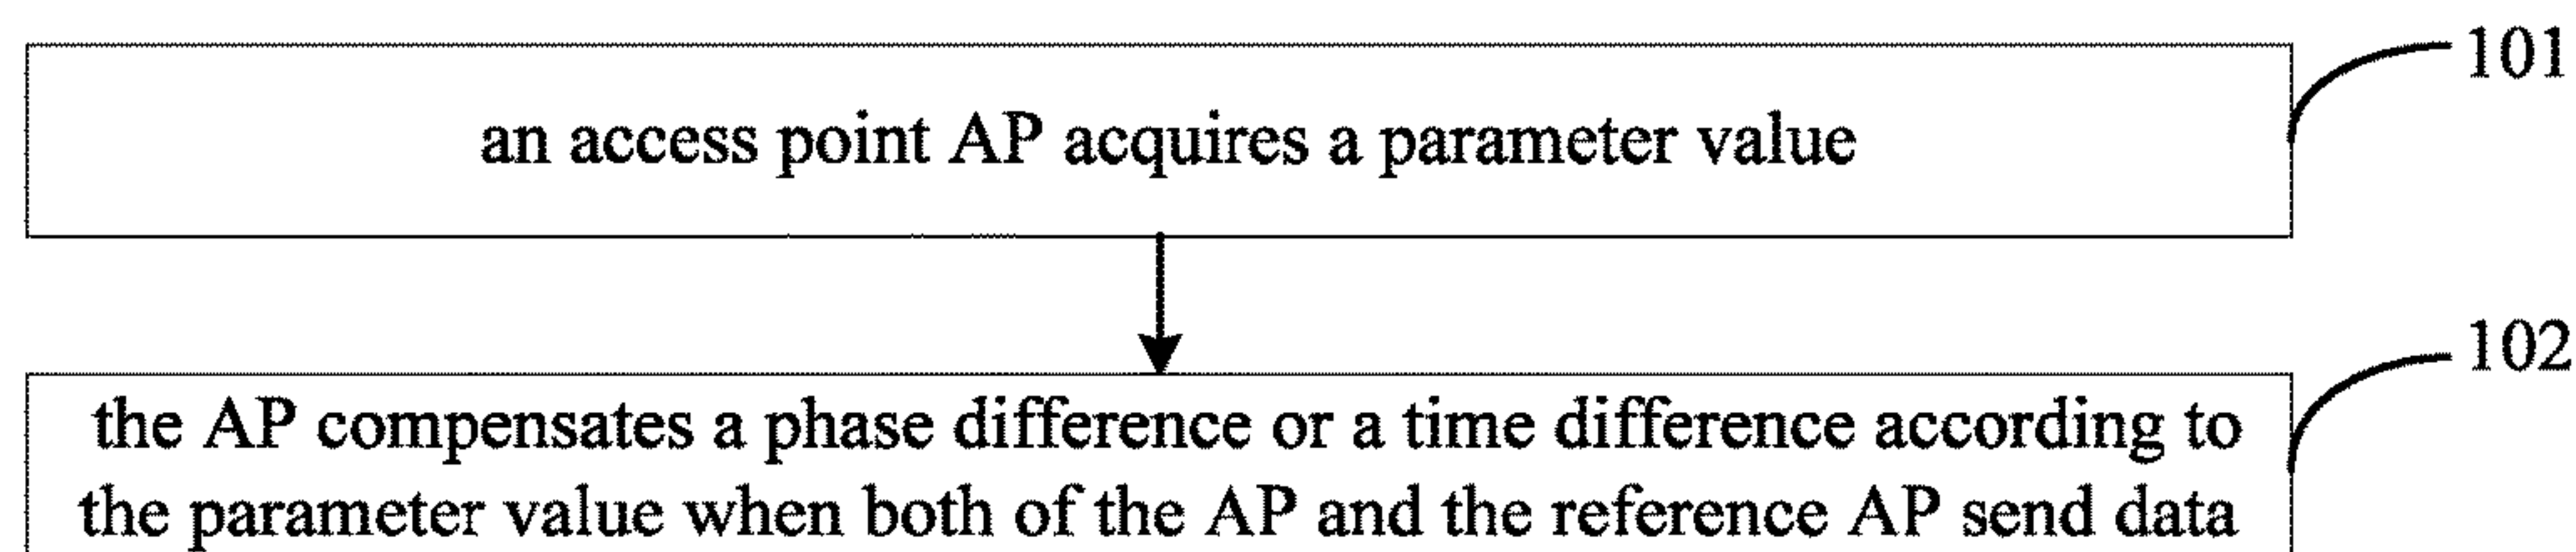 101
an access point AP acquires a parameter value
102
the AP compensates a phase difference or a time difference according to
the parameter value when both of the AP and the reference AP send data